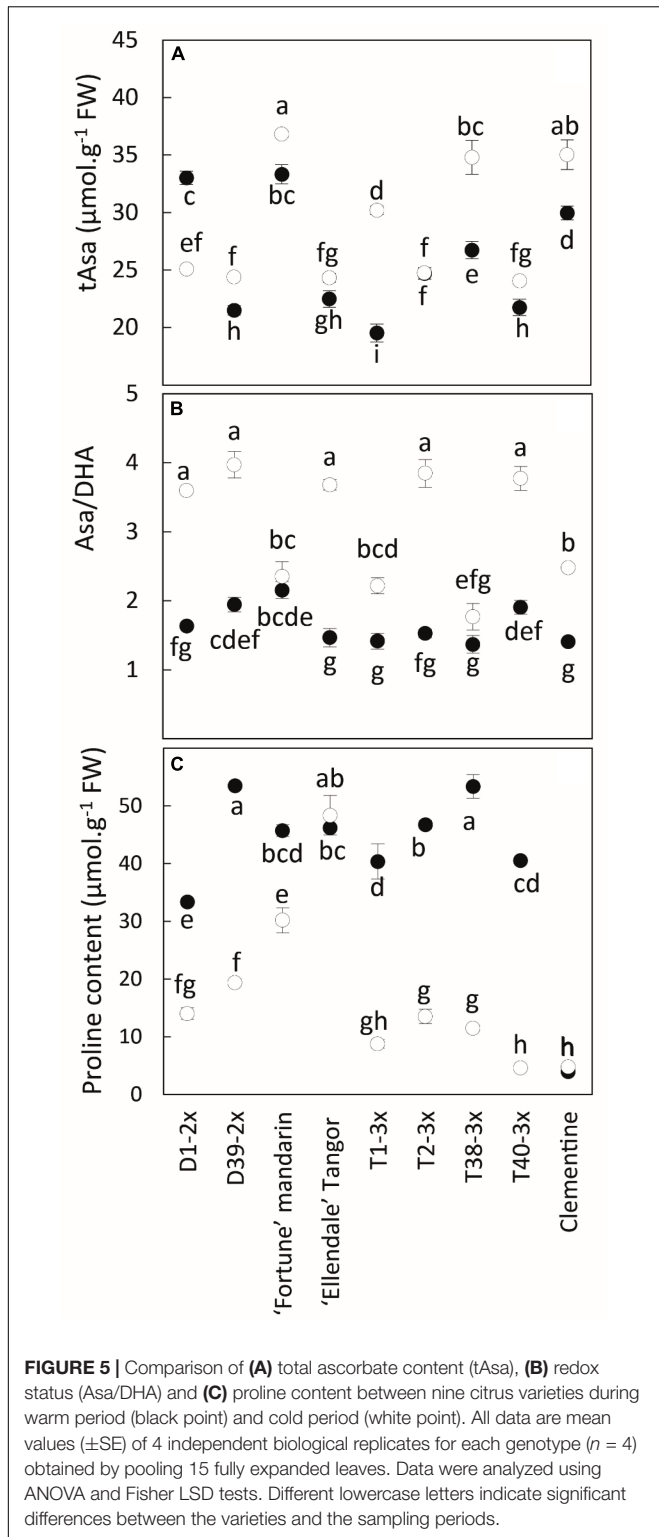 A
45
40
35
30
25
20
tAsa (µmol.g-1 FW)
c
ef
f
h
a
bc
fg
gh
d
i
f
f
bc
e
fg
h
ab
d
B
5
4
3
2
1
Asa/DHA
a
fg
a
cdef
bc
bcde
a
g
bcd
g
a
fg
efg
g
a
def
b
g
C
50
40
30
20
10
0
Proline content (µmol.g-1 FW)
e
fg
a
f
bcd
e
ab
bc
d
gh
b
g
a
g
cd
h
h
h
D1-2x
D39-2x
'Fortune' mandarin
'Ellendale' Tangor
T1-3x
T2-3x
T38-3x
T40-3x
Clementine
FIGURE 5 | Comparison of (A) total ascorbate content (tAsa), (B) redox
status (Asa/DHA) and (C) proline content between nine citrus varieties during
warm period (black point) and cold period (white point). All data are mean
values (±SE) of 4 independent biological replicates for each genotype (n = 4)
obtained by pooling 15 fully expanded leaves. Data were analyzed using
ANOVA and Fisher LSD tests. Different lowercase letters indicate significant
differences between the varieties and the sampling periods.